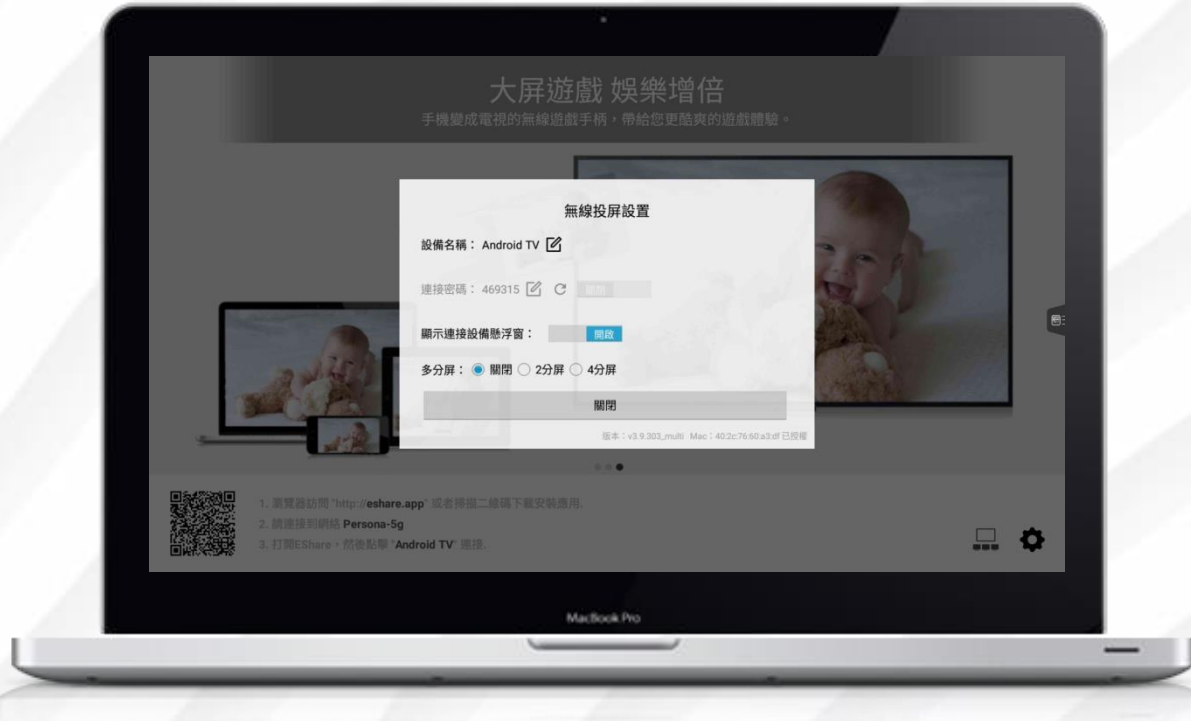 大屏遊戲 娛樂增倍
手機變成電視的無線遊戲手柄，帶給您更酷爽的遊戲體驗。
無線投屏設置
設備名稱： Android TV
連接密碼： 469315
顯示連接設備懸浮窗： 開啟
多分屏： 關閉 2分屏 4分屏
關閉
版本：v3.9.303_multi Mac：40:2c:76:60:a3:df 已授權
1. 瀏覽器訪問 "http://eshare.app" 或者掃描二維碼下載安裝應用.
2. 請連接到網絡 Persona-5g
3. 打開EShare，然後點擊 "Android TV" 連接.
MacBook Pro